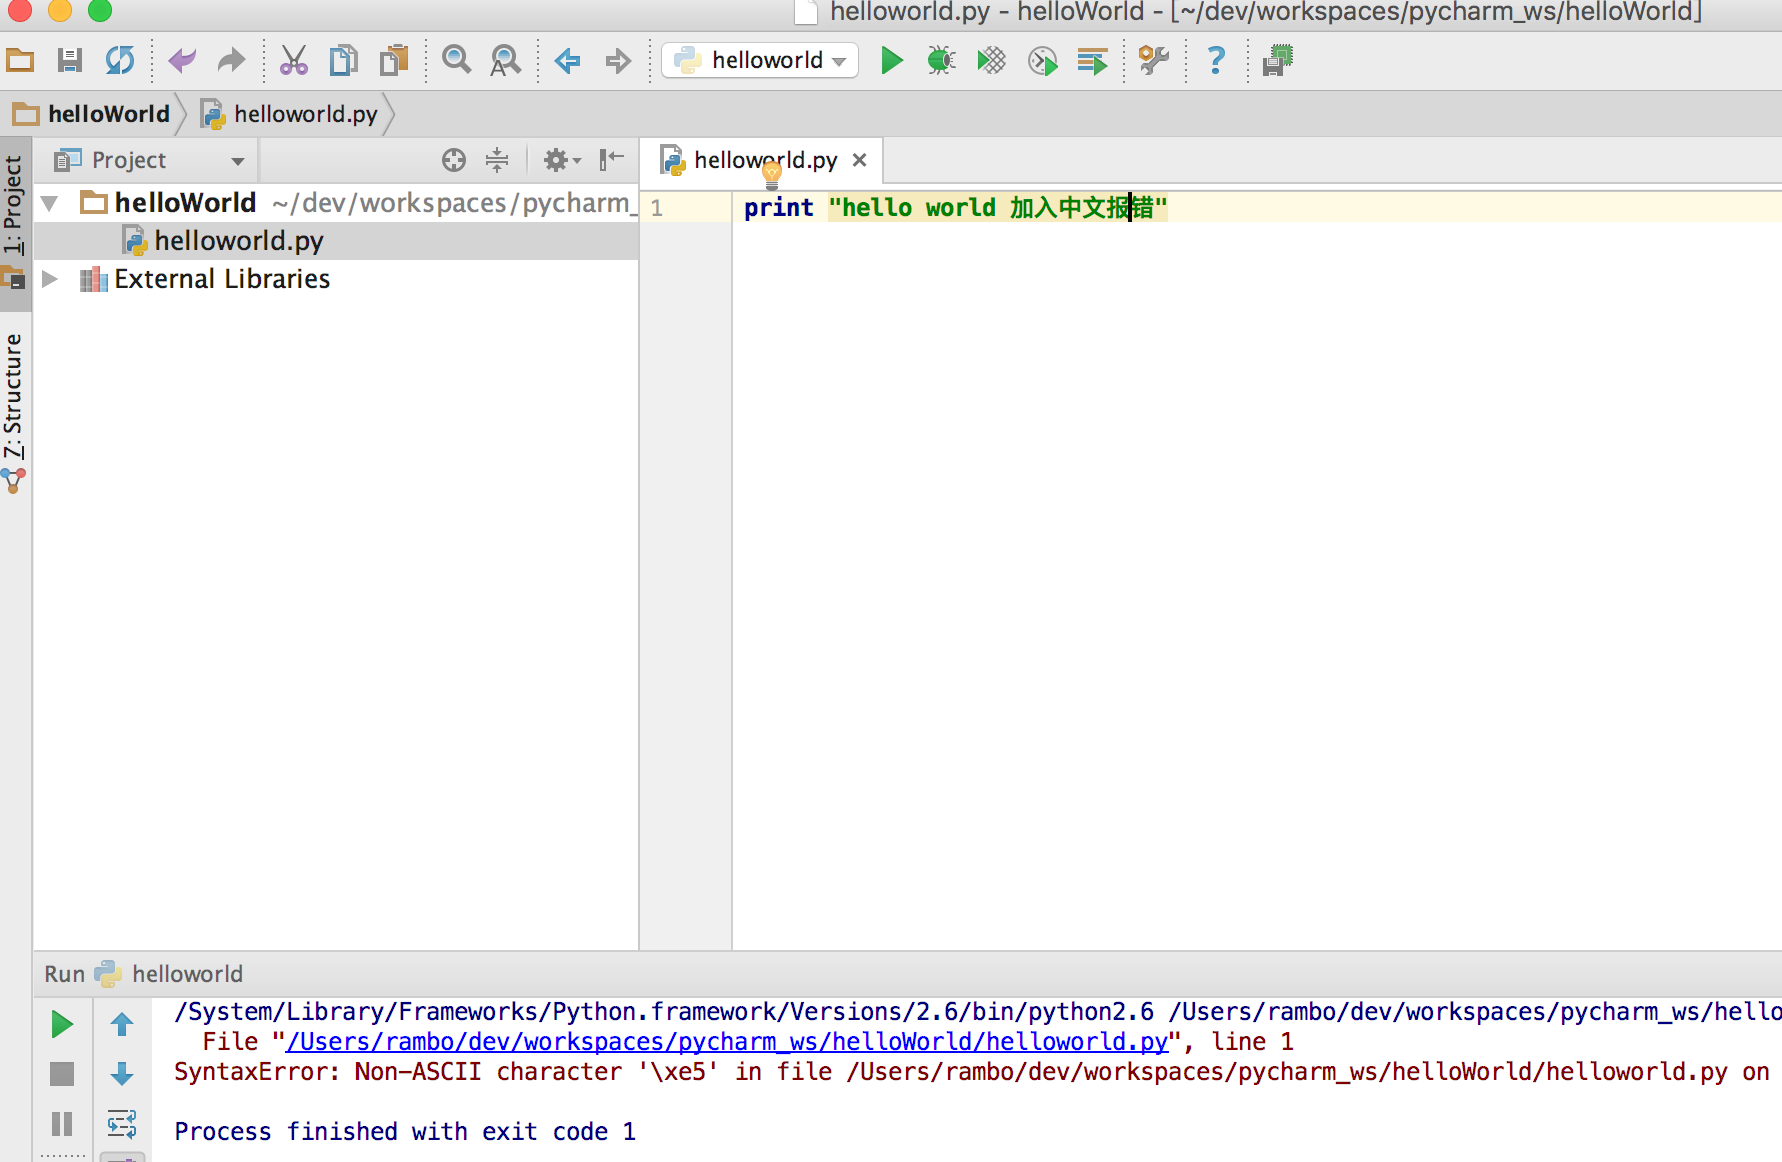 helloworld.py - helloWorld - [~/dev/workspaces/pycharm_ws/helloWorld]
helloworld
helloWorld
helloworld.py
1: Project
Project
helloworld.py
helloWorld ~/dev/workspaces/pycharm_
1 print "hello world 加入中文报错"
helloworld.py
External Libraries
7: Structure
Run helloworld
/System/Library/Frameworks/Python.framework/Versions/2.6/bin/python2.6 /Users/rambo/dev/workspaces/pycharm_ws/hello
File "/Users/rambo/dev/workspaces/pycharm_ws/helloWorld/helloworld.py", line 1
SyntaxError: Non-ASCII character '\xe5' in file /Users/rambo/dev/workspaces/pycharm_ws/helloWorld/helloworld.py on
Process finished with exit code 1